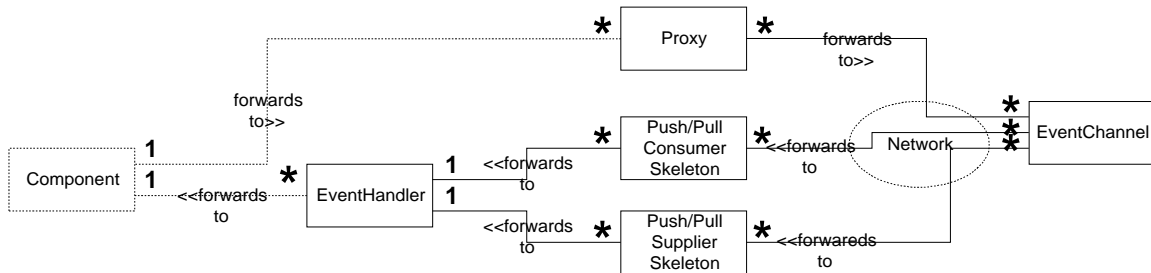 * Proxy *
forwards
to>>
forwards
to>>
*
1
Component
1
<<forwards
to
*
EventHandler
1
<<forwards
to
*
Push/Pull
Consumer
Skeleton
*
<<forwards
to
Network
*
*
*
EventChannel
1
<<forwards
to
*
Push/Pull
Supplier
Skeleton
*
<<forwareds
to